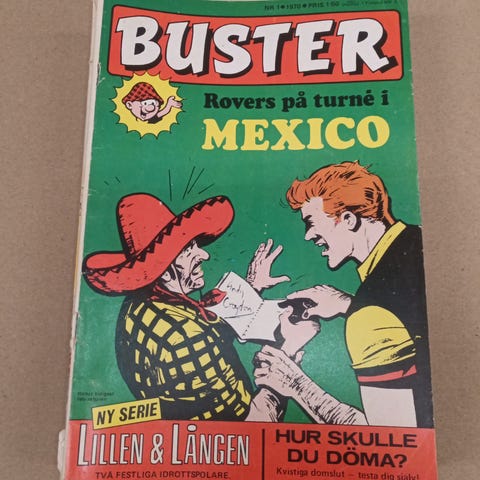 NR 1 • 1970 • PRIS 1:50
BUSTER
Rovers på turné i
MEXICO
Andy
NY SERIE
LILLEN & LÅNGEN
TVÅ FESTLIGA IDROTTSPOLARE.
HUR SKULLE
DU DÖMA?
Kvistiga domslut – testa dig själv!